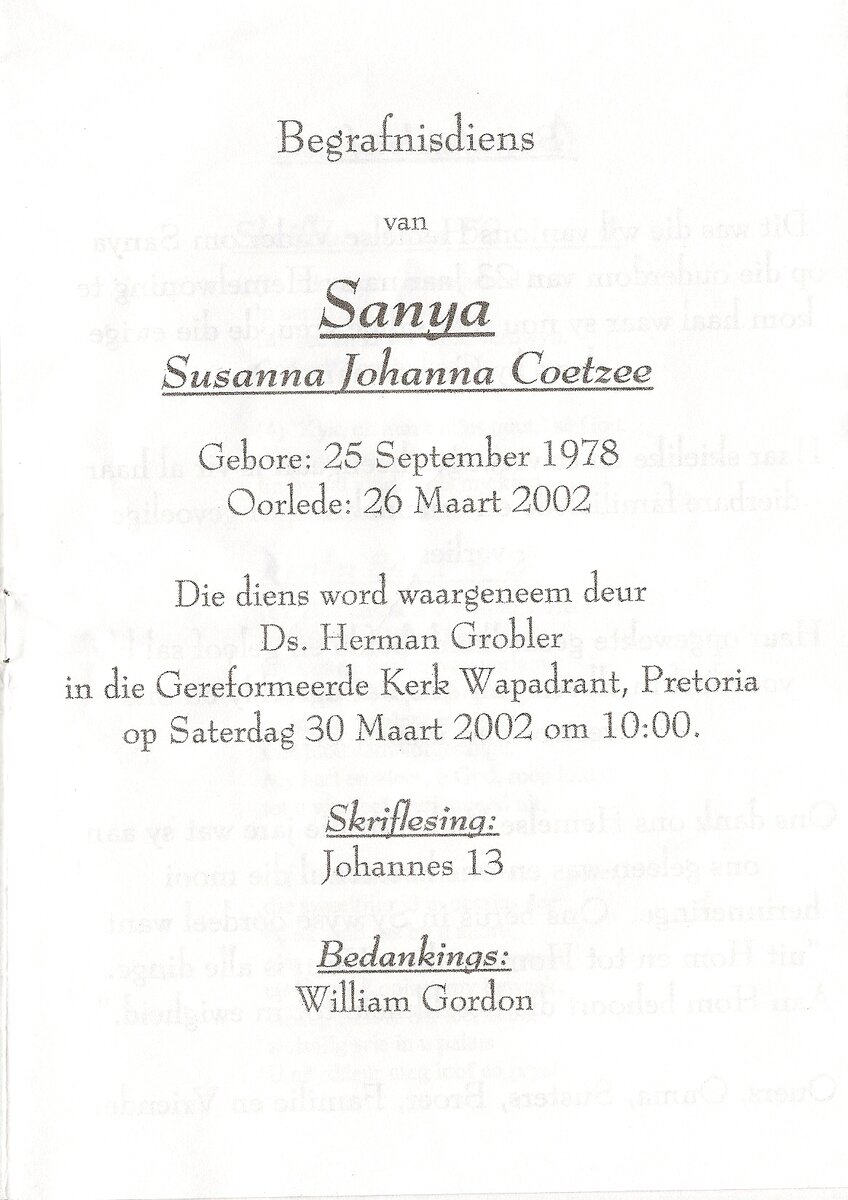 Begrafnisdiens
van
Sanya
Susanna Johanna Coetzee
Gebore: 25 September 1978
Oorlede: 26 Maart 2002
Die diens word waargeneem deur
Ds. Herman Grobler
in die Gereformeerde Kerk Wapadrant, Pretoria
op Saterdag 30 Maart 2002 om 10:00.
Skriflesing:
Johannes 13
Bedankings:
William Gordon